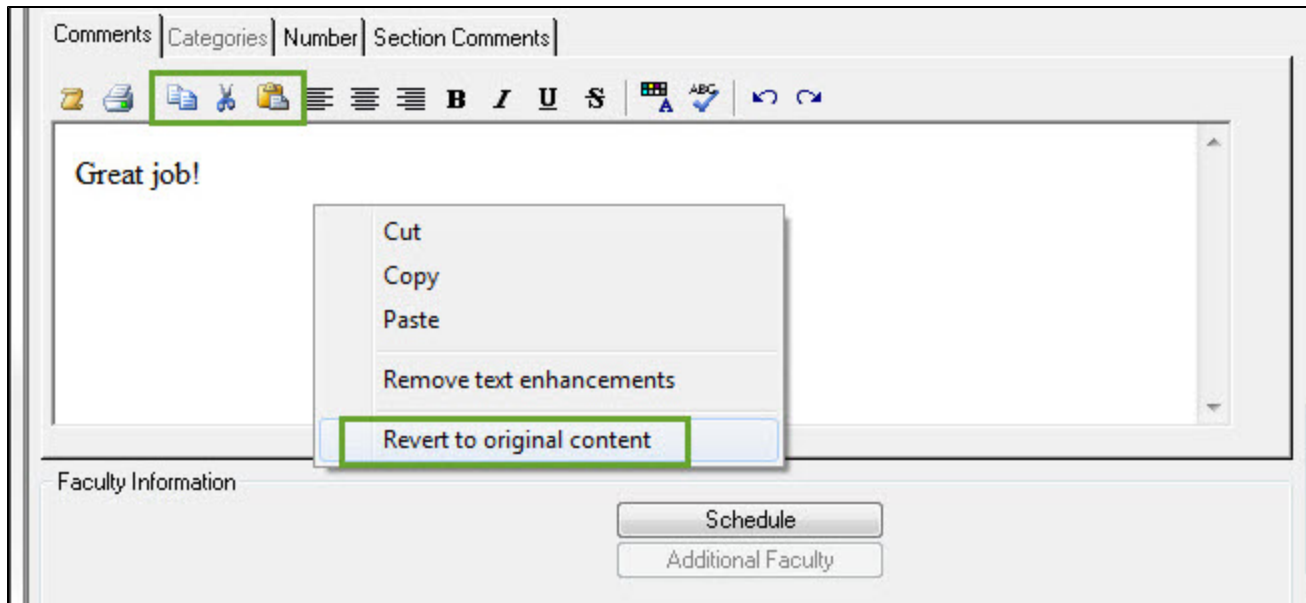 Comments Categories Number Section Comments
B I U S A ABC
Great job!
Cut
Copy
Paste
Remove text enhancements
Revert to original content
Faculty Information
Schedule
Additional Faculty